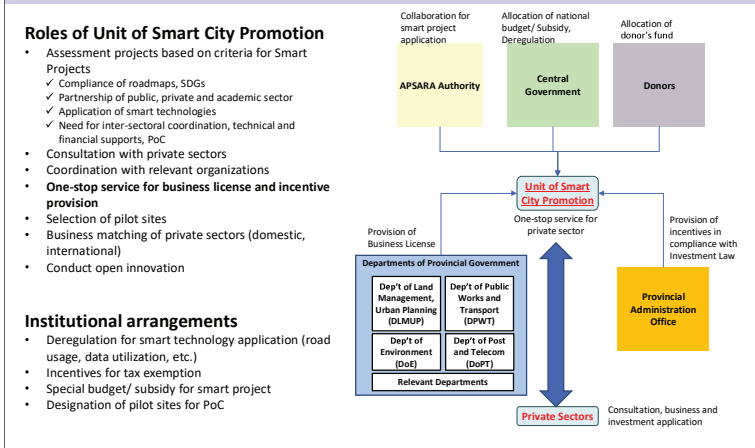 Roles of Unit of Smart City Promotion
• Assessment projects based on criteria for Smart
Projects
✓ Compliance of roadmaps, SDGs
✓ Partnership of public, private and academic sector
✓ Application of smart technologies
✓ Need for inter-sectoral coordination, technical and
financial supports, PoC
• Consultation with private sectors
• Coordination with relevant organizations
• One-stop service for business license and incentive
provision
• Selection of pilot sites
• Business matching of private sectors (domestic,
international)
• Conduct open innovation
Institutional arrangements
• Deregulation for smart technology application (road
usage, data utilization, etc.)
• Incentives for tax exemption
• Special budget/ subsidy for smart project
• Designation of pilot sites for PoC
Collaboration for
smart project
application
Allocation of national
budget/ Subsidy,
Deregulation
Allocation of
donor's fund
APSARA Authority
Central
Government
Donors
Unit of Smart
City Promotion
One-stop service for
private sector
Provision of
Business License
Provision of
incentives in
compliance with
Investment Law
Departments of Provincial Government
Dep't of Land
Management,
Urban Planning
(DLMUP)
Dep't of Public
Works and
Transport
(DPWT)
Dep't of
Environment
(DoE)
Dep't of Post
and Telecom
(DoPT)
Relevant Departments
Provincial
Administration
Office
Private Sectors
Consultation, business and
investment application